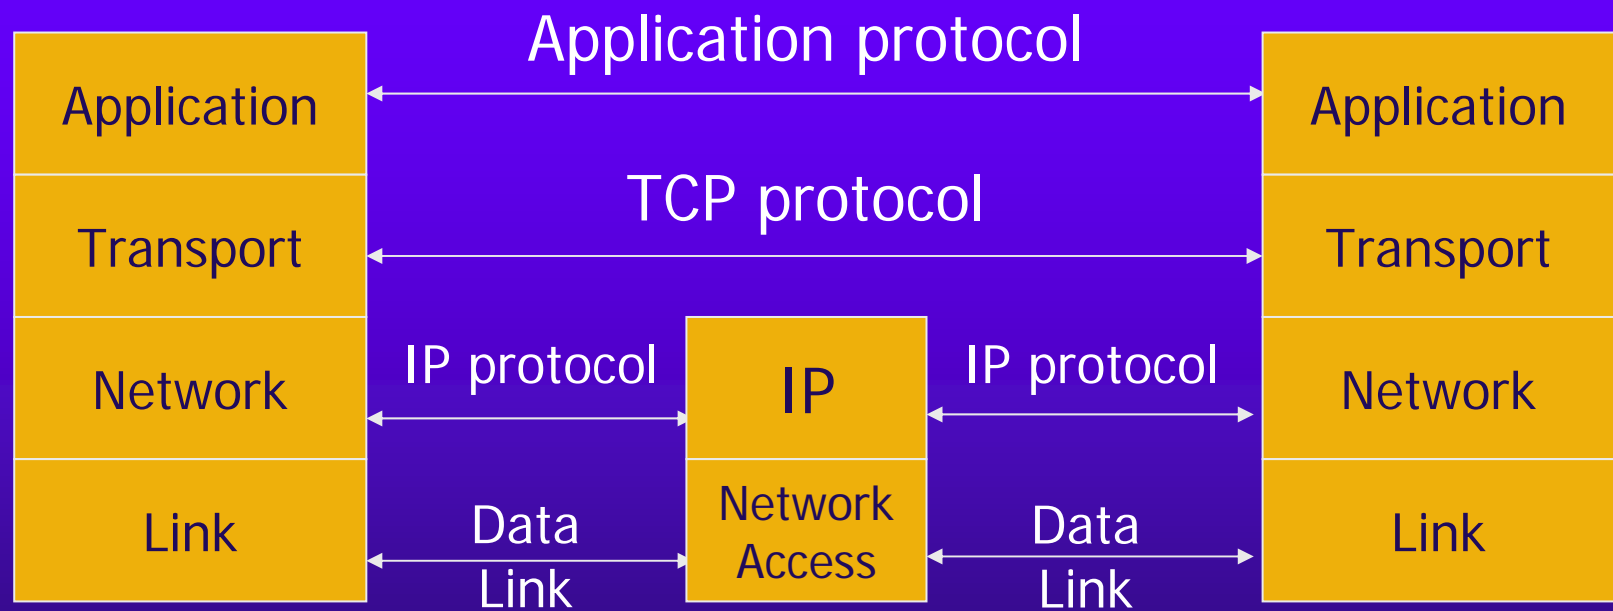 Application protocol
Application
Application
TCP protocol
Transport
Transport
IP protocol
IP protocol
Network
IP
Network
Link
Data
Link
Network
Access
Data
Link
Link